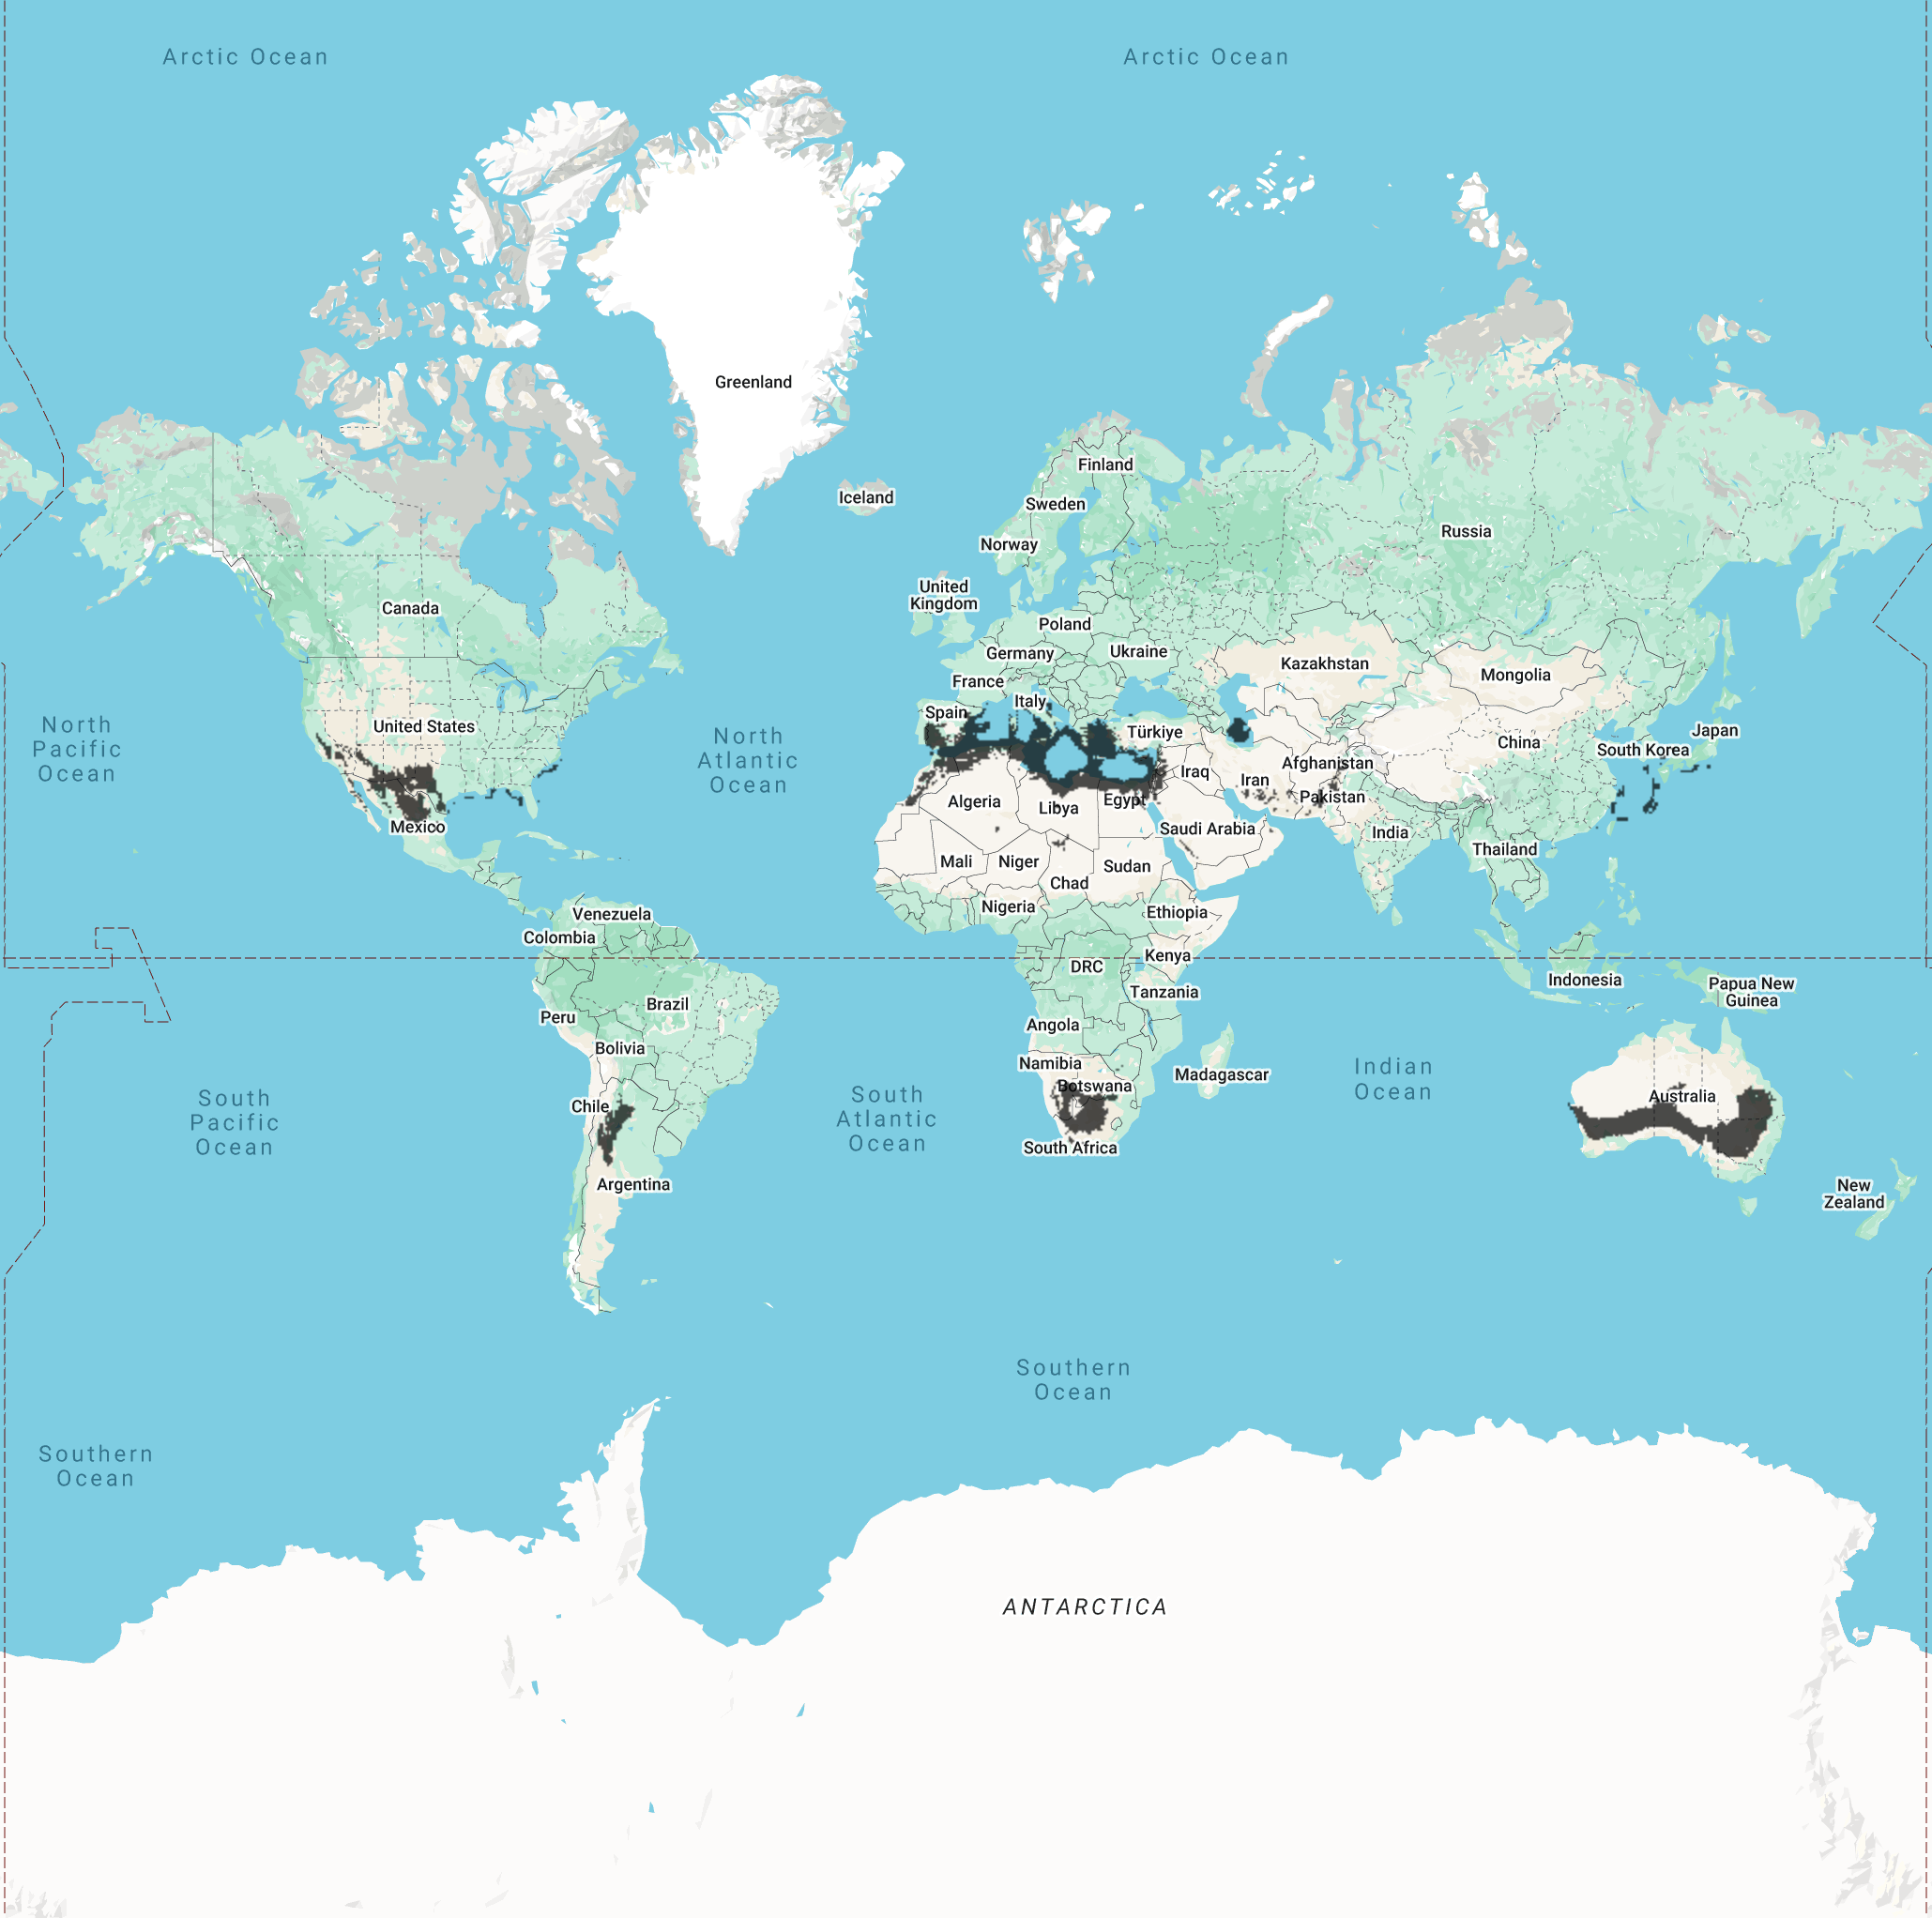 Arctic Ocean
Arctic Ocean
Greenland
Finland
Iceland
Sweden
Russia
Norway
United
Kingdom
Canada
Poland
Ukraine
Germany
Kazakhstan
Mongolia
France
Italy
Spain
North
Pacific
Ocean
United States
North
Atlantic
Ocean
Türkiye
Japan
China
South Korea
Afghanistan
Iraq
Iran
Algeria
Libya
Egypt
Pakistan
Mexico
Saudi Arabia
India
Thailand
Mali
Niger
Sudan
Chad
Nigeria
Ethiopia
Venezuela
Colombia
Kenya
DRC
Indonesia
Papua New
Guinea
Tanzania
Brazil
Peru
Angola
Bolivia
Namibia
Madagascar
Indian
Ocean
Botswana
Australia
Chile
South
Pacific
Ocean
South
Atlantic
Ocean
South Africa
Argentina
New
Zealand
Southern
Ocean
Southern
Ocean
ANTARCTICA